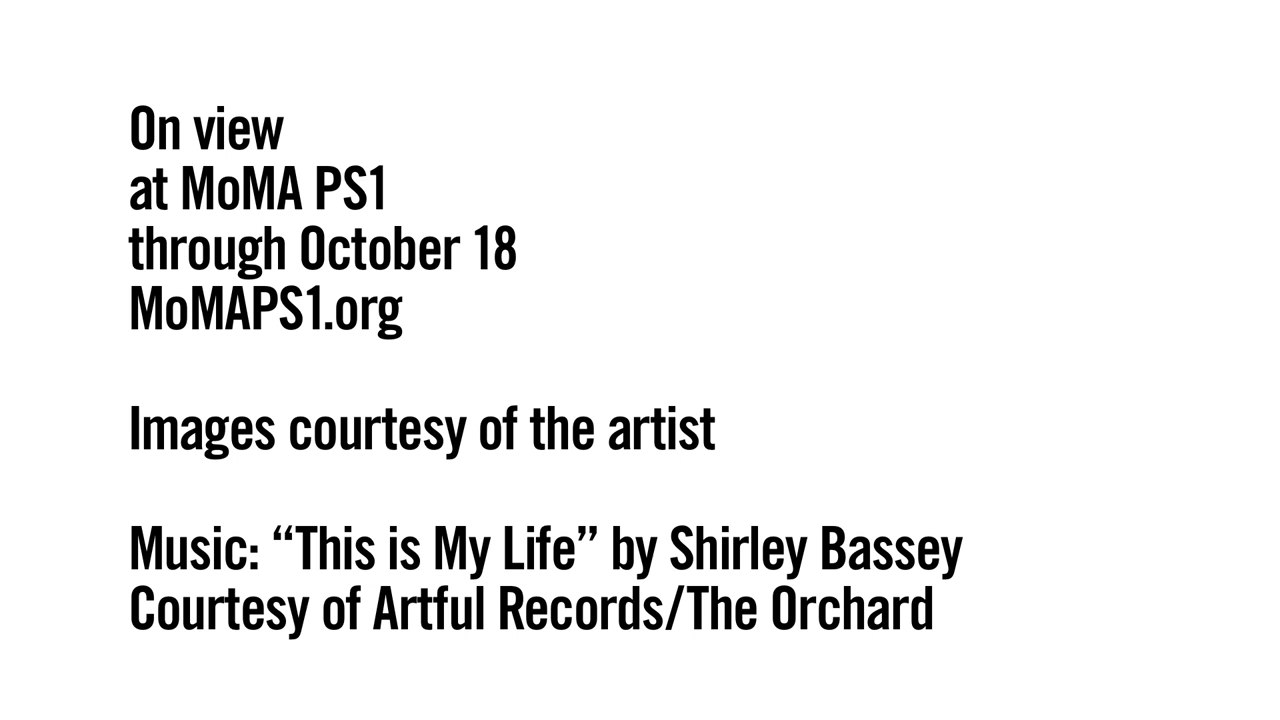 On view
at MoMA PS1
through October 18
MoMAPS1.org
Images courtesy of the artist
Music: “This is My Life” by Shirley Bassey
Courtesy of Artful Records/The Orchard